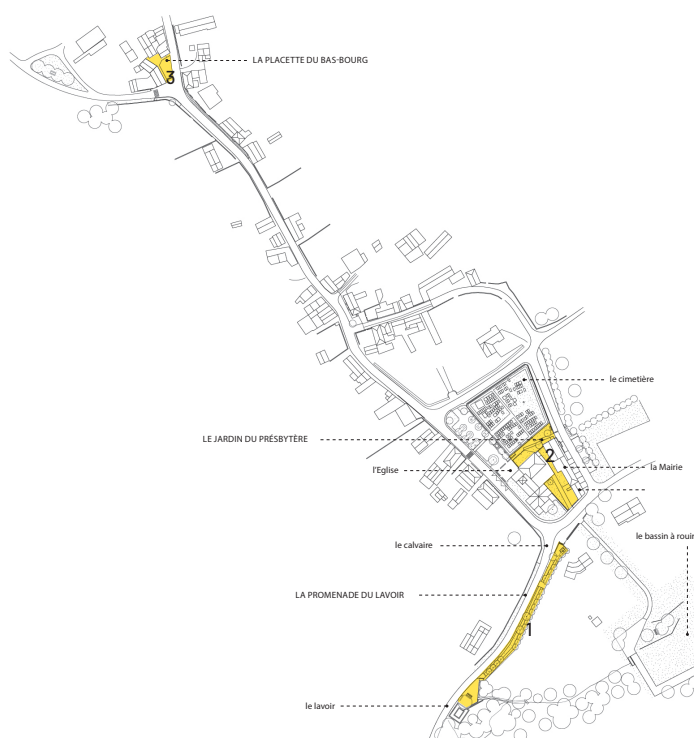 LA PLACETTE DU BAS-BOURG
3
le cimetière
LE JARDIN DU PRÉSBYTÈRE
2
la Mairie
l'Eglise
le bassin à rouir
le calvaire
LA PROMENADE DU LAVOIR
1
le lavoir